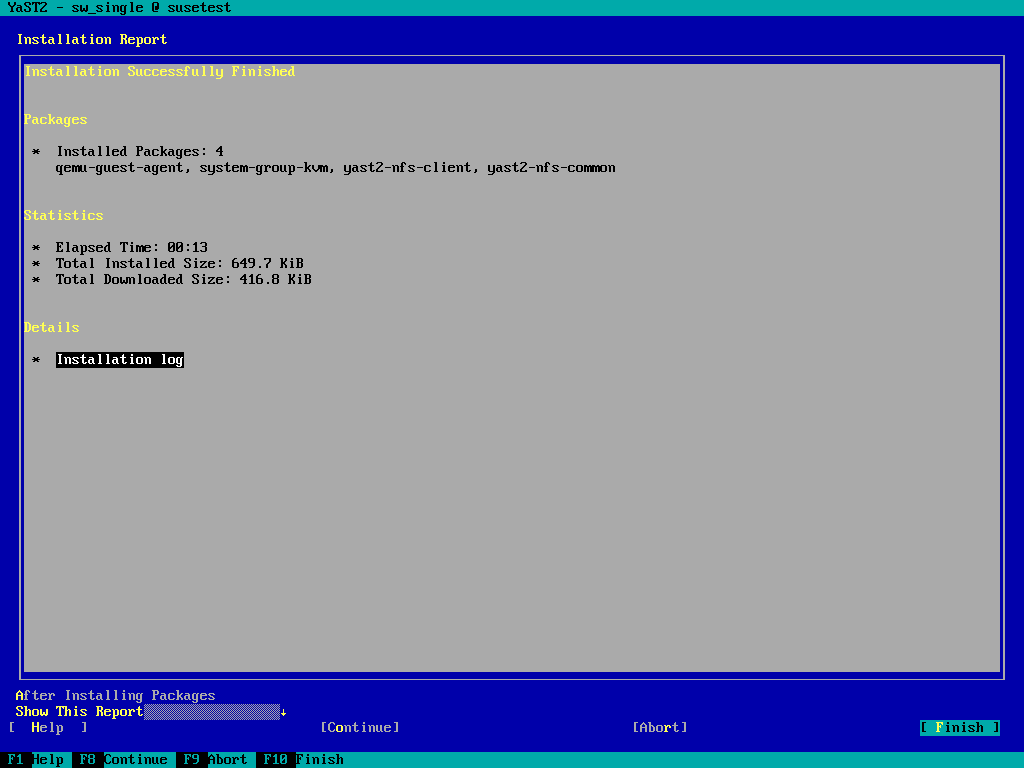 YaST2 - sw_single @ susetest
Installation Report
Installation Successfully Finished
Packages
* Installed Packages: 4
qemu-guest-agent, system-group-kvm, yast2-nfs-client, yast2-nfs-common
Statistics
* Elapsed Time: 00:13
* Total Installed Size: 649.7 KiB
* Total Downloaded Size: 416.8 KiB
Details
* Installation log
After Installing Packages
Show This Report↓
[ Help ] [Continue] [Abort] [ Finish ]
F1 Help F8 Continue F9 Abort F10 Finish